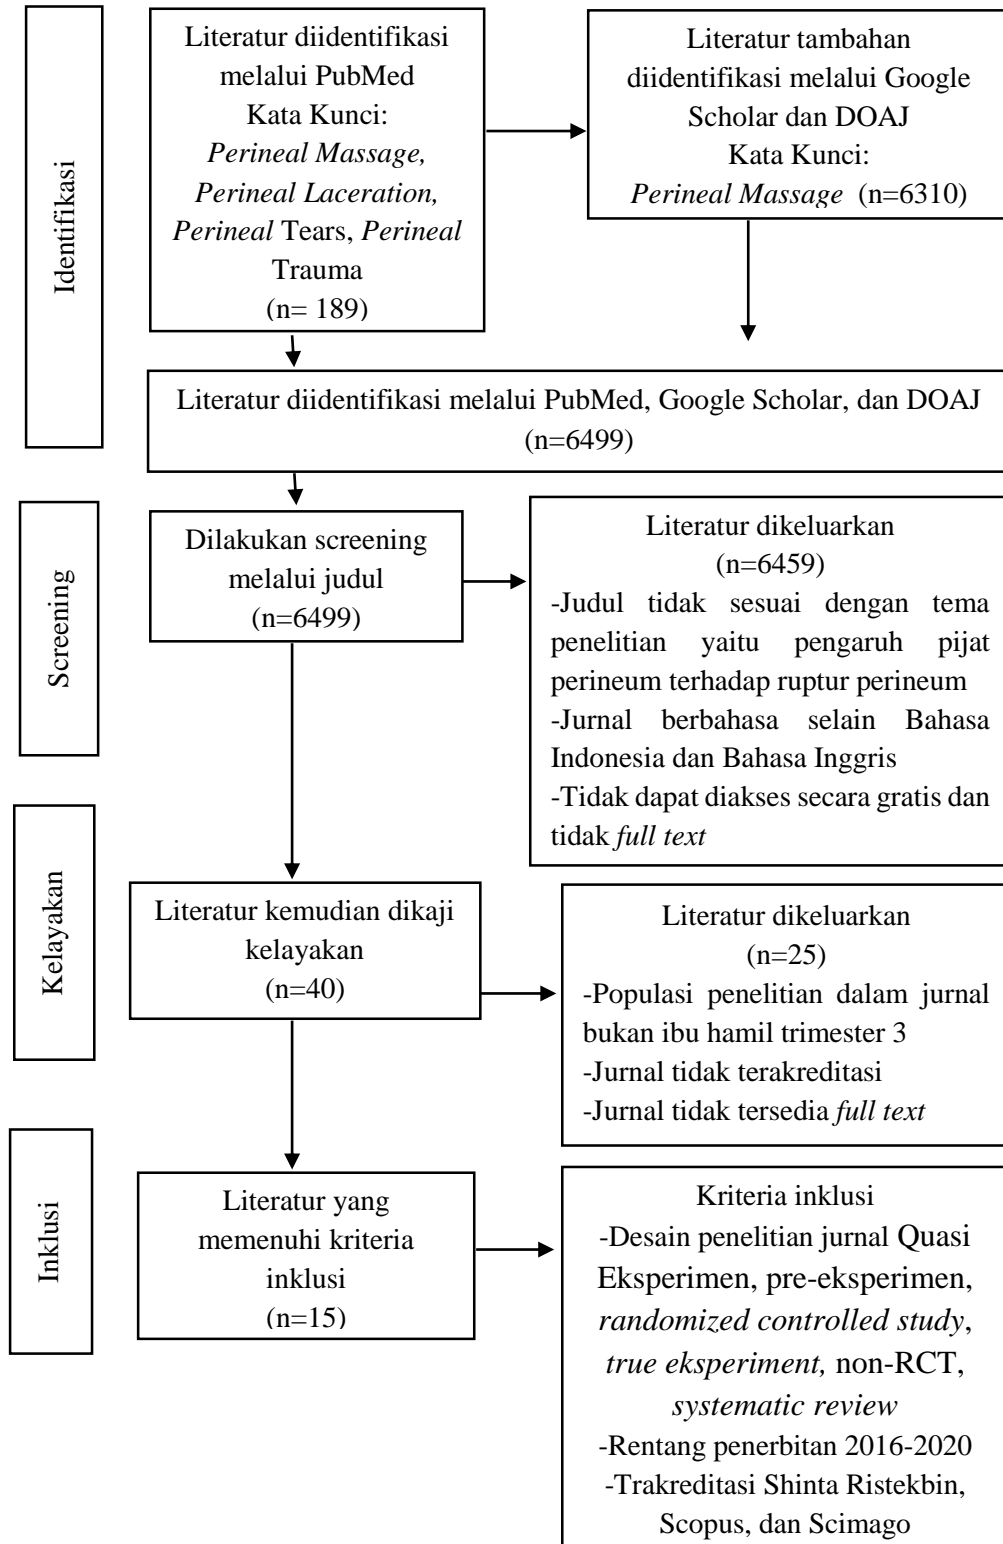 Identifikasi
Literatur diidentifikasi
melalui PubMed
Kata Kunci:
Perineal Massage,
Perineal Laceration,
Perineal Tears, Perineal
Trauma
(n= 189)
Literatur tambahan
diidentifikasi melalui Google
Scholar dan DOAJ
Kata Kunci:
Perineal Massage (n=6310)
Literatur diidentifikasi melalui PubMed, Google Scholar, dan DOAJ
(n=6499)
Screening
Dilakukan screening
melalui judul
(n=6499)
Literatur dikeluarkan
(n=6459)
-Judul tidak sesuai dengan tema
penelitian yaitu pengaruh pijat
perineum terhadap ruptur perineum
-Jurnal berbahasa selain Bahasa
Indonesia dan Bahasa Inggris
-Tidak dapat diakses secara gratis dan
tidak full text
Kelayakan
Literatur kemudian dikaji
kelayakan
(n=40)
Literatur dikeluarkan
(n=25)
-Populasi penelitian dalam jurnal
bukan ibu hamil trimester 3
-Jurnal tidak terakreditasi
-Jurnal tidak tersedia full text
Inklusi
Literatur yang
memenuhi kriteria
inklusi
(n=15)
Kriteria inklusi
-Desain penelitian jurnal Quasi
Eksperimen, pre-eksperimen,
randomized controlled study,
true eksperiment, non-RCT,
systematic review
-Rentang penerbitan 2016-2020
-Trakreditasi Shinta Ristekbin,
Scopus, dan Scimago